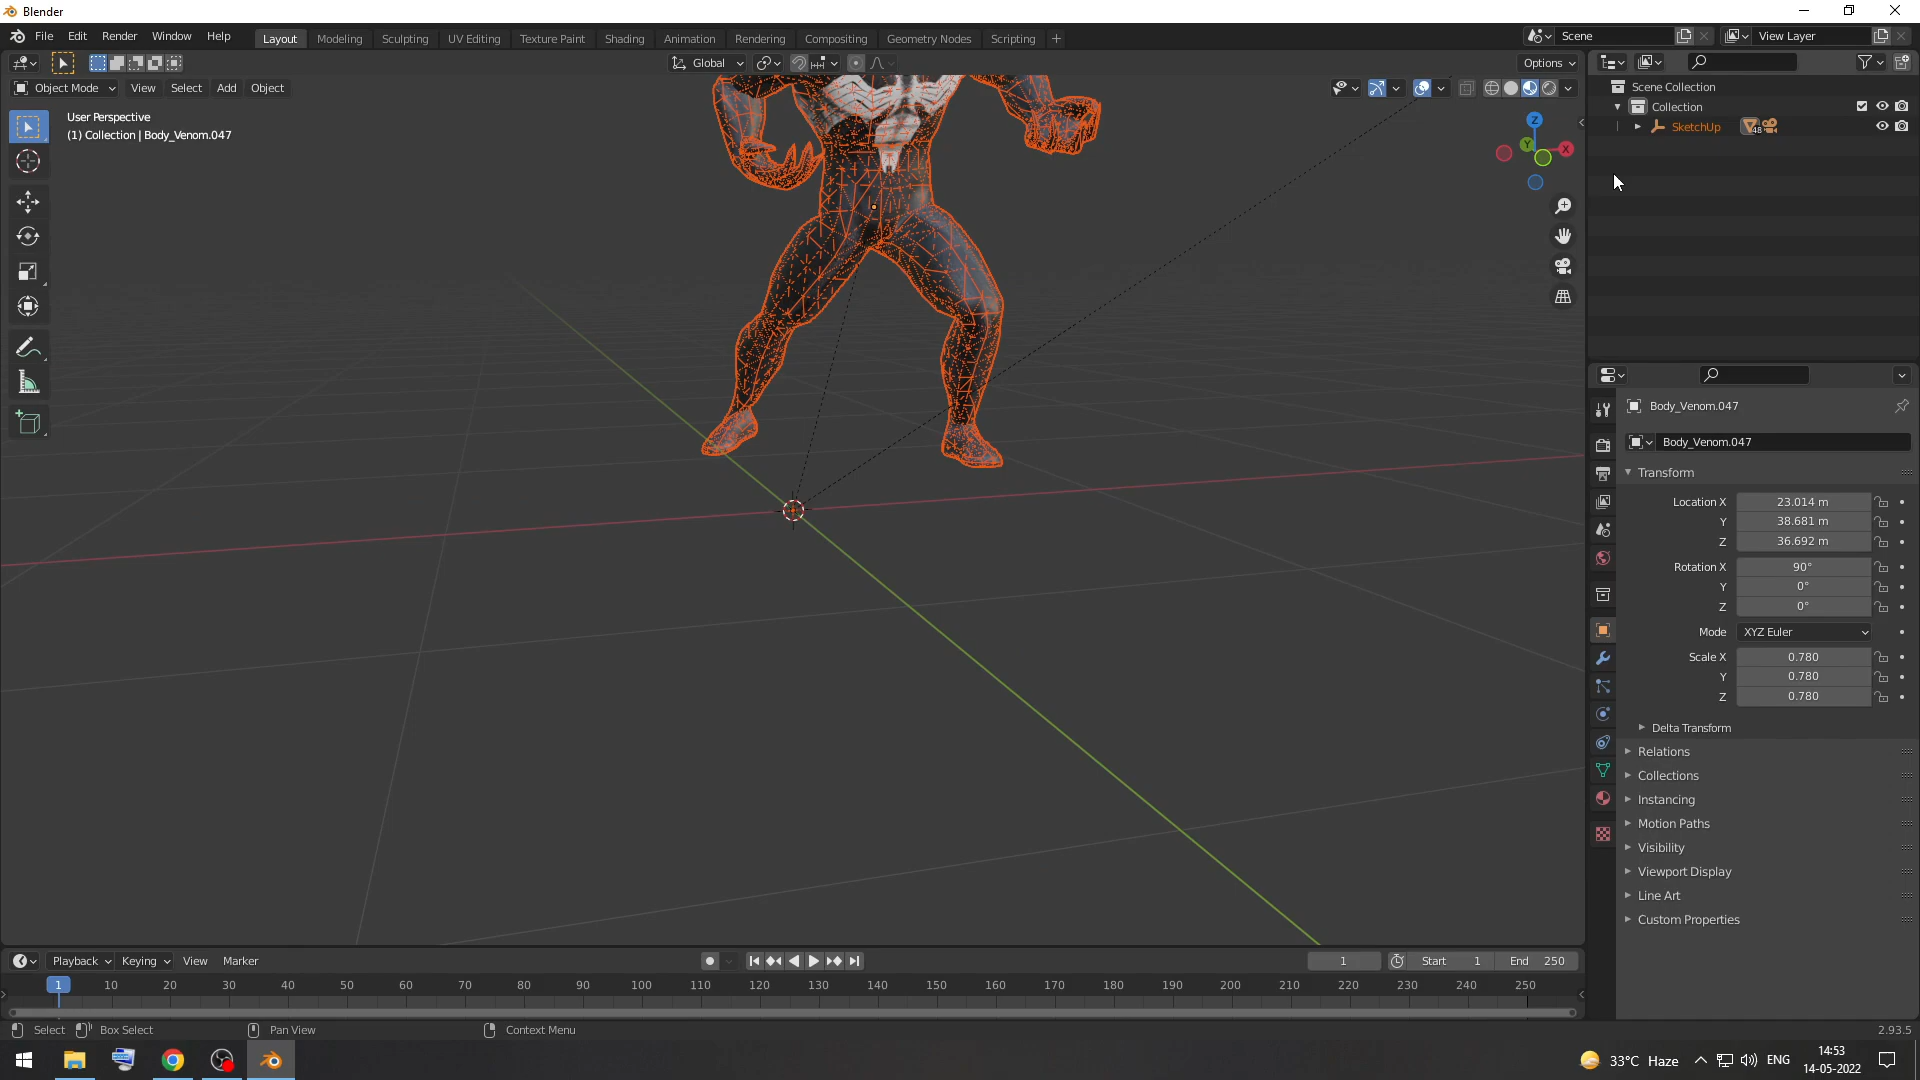 Blender
File Edit Render Window Help Layout Modeling Sculpting UV Editing Texture Paint Shading Animation Rendering Compositing Geometry Nodes Scripting Scene View Layer
Global Options
Object Mode View Select Add Object
User Perspective
(1) Collection | Body_Venom.047
Z
Y
X
Scene Collection
Collection
SketchUp 48
Body_Venom.047
Body_Venom.047
Transform
Location X 23.014 m
Y 38.681 m
Z 36.692 m
Rotation X 90°
Y 0°
Z 0°
Mode XYZ Euler
Scale X 0.780
Y 0.780
Z 0.780
Delta Transform
Relations
Collections
Instancing
Motion Paths
Visibility
Viewport Display
Line Art
Custom Properties
Playback Keying View Marker 1 Start 1 End 250
1 10 20 30 40 50 60 70 80 90 100 110 120 130 140 150 160 170 180 190 200 210 220 230 240 250
Select Box Select Pan View Context Menu 2.93.5
33°C Haze ENG 14:53
14-05-2022